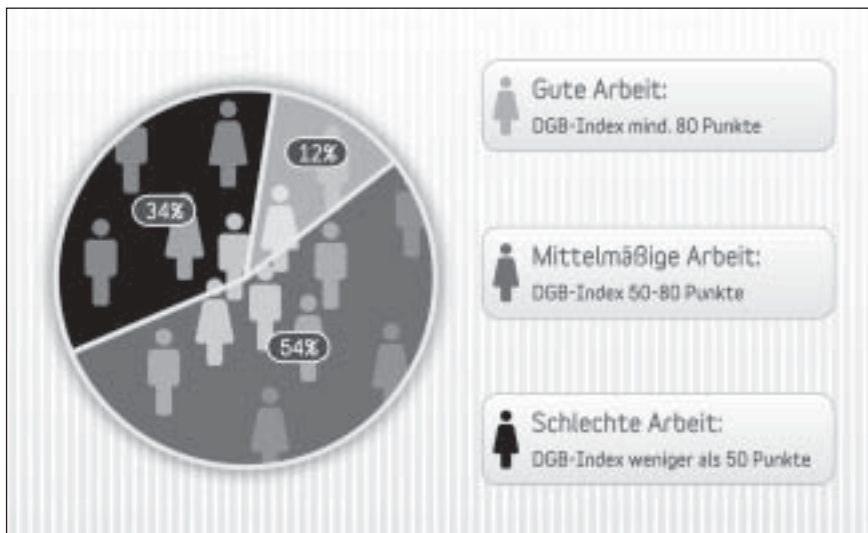 12%
34%
54%
Gute Arbeit:
DGB-Index mind. 80 Punkte
Mittelmäßige Arbeit:
DGB-Index 50-80 Punkte
Schlechte Arbeit:
DGB-Index weniger als 50 Punkte